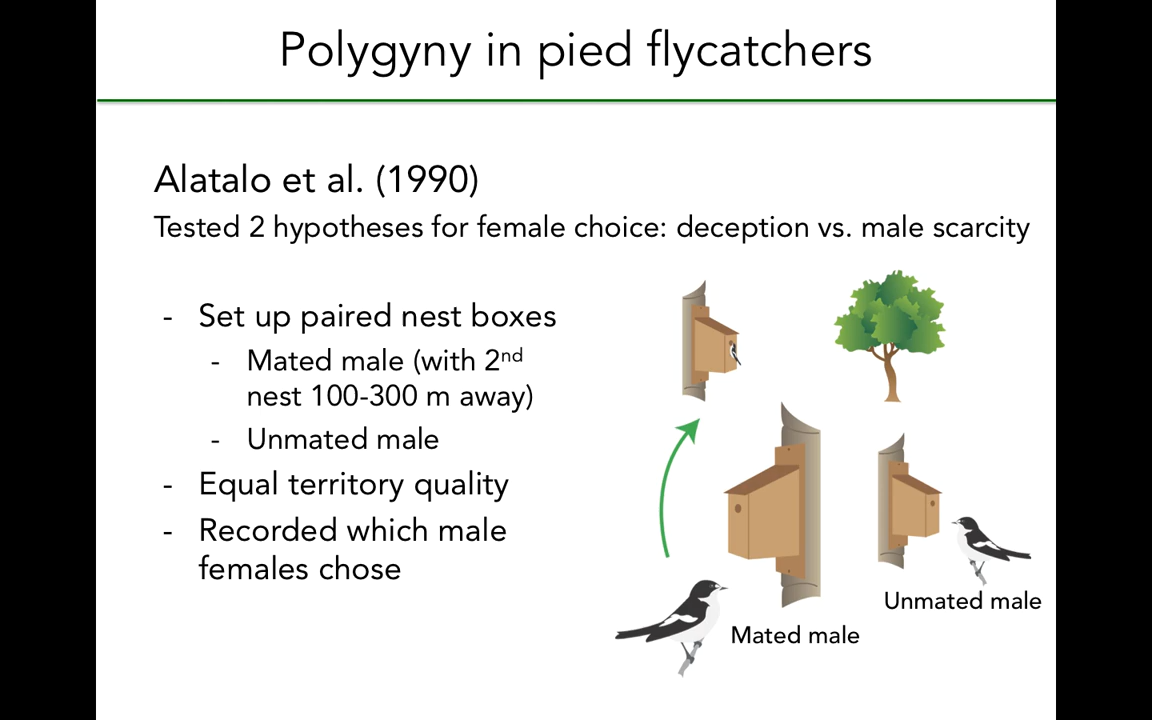 Polygyny in pied flycatchers
Alatalo et al. (1990)
Tested 2 hypotheses for female choice: deception vs. male scarcity
- Set up paired nest boxes
- Mated male (with 2nd
nest 100-300 m away)
- Unmated male
- Equal territory quality
- Recorded which male
females chose
Unmated male
Mated male